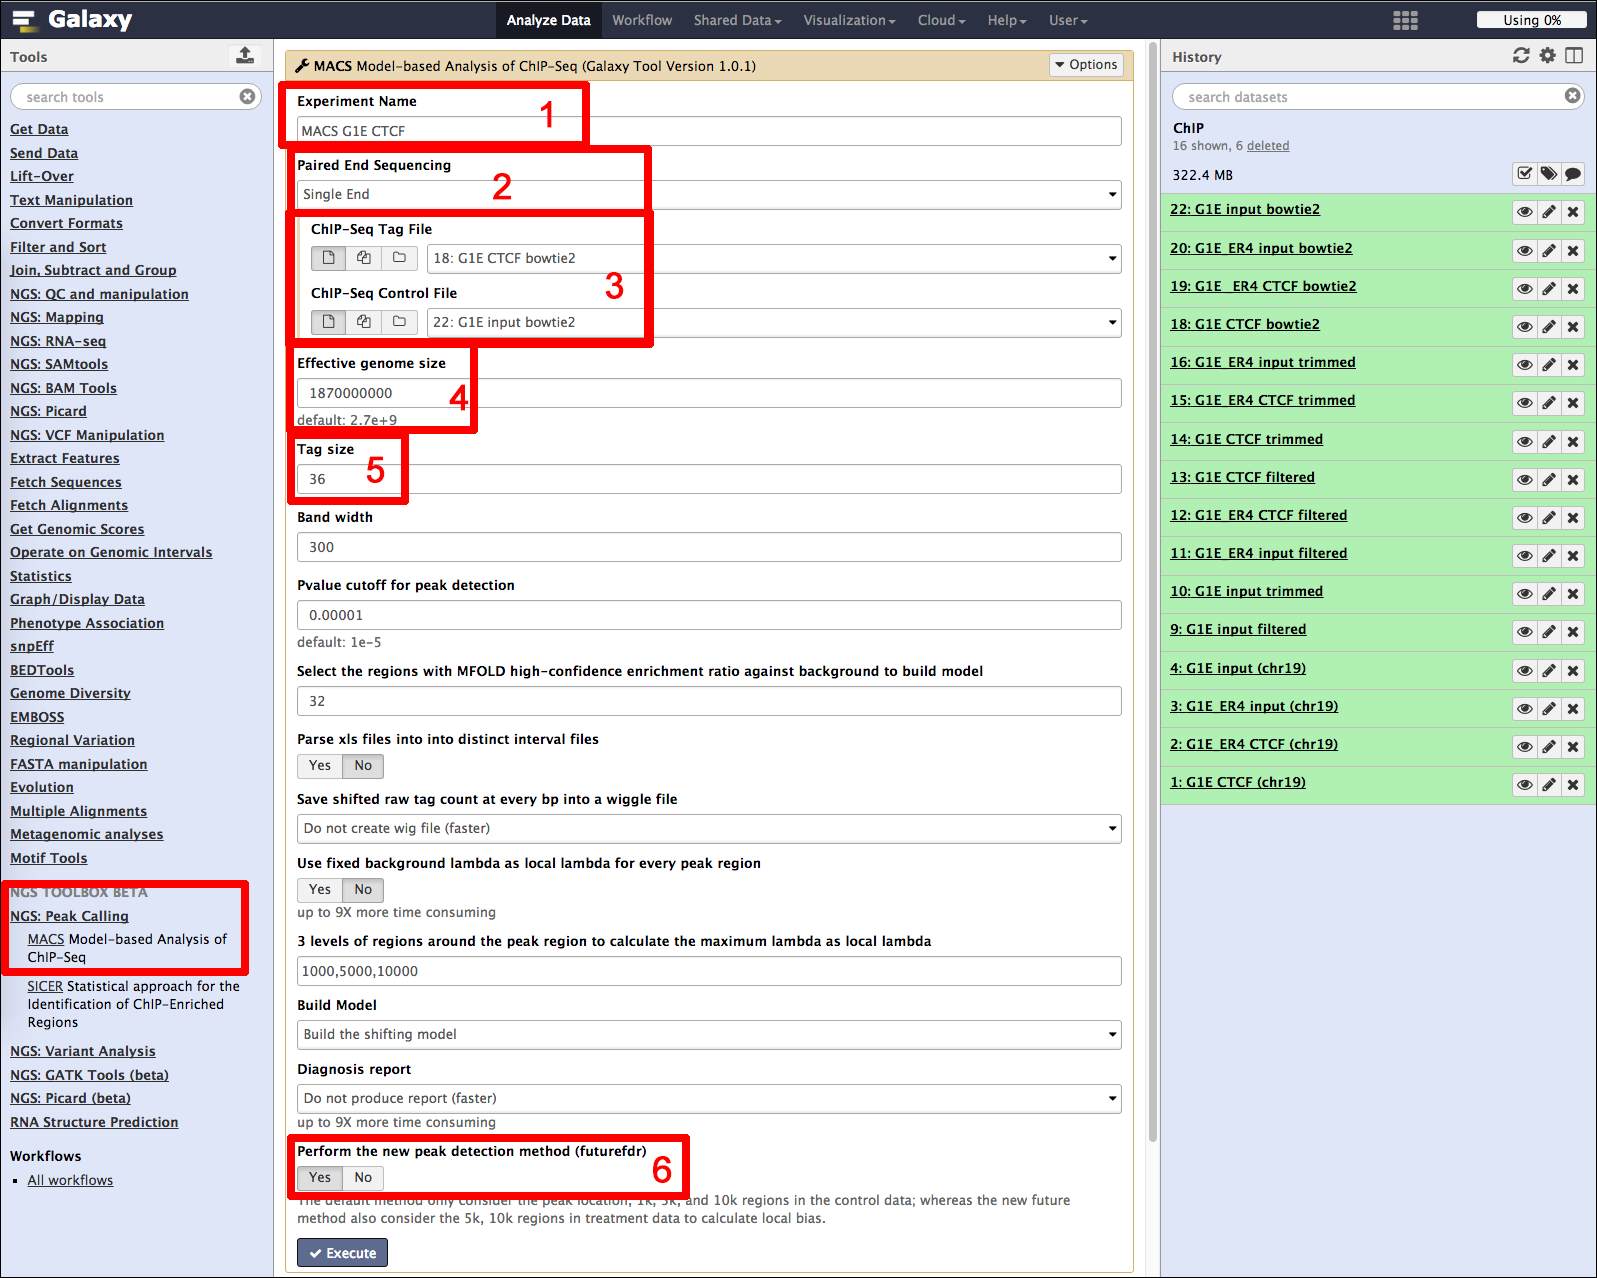 Galaxy
Analyze Data
Workflow
Shared Data
Visualization
Cloud
Help
User
Using 0%
Tools
search tools
Get Data
Send Data
Lift-Over
Text Manipulation
Convert Formats
Filter and Sort
Join, Subtract and Group
NGS: QC and manipulation
NGS: Mapping
NGS: RNA-seq
NGS: SAMtools
NGS: BAM Tools
NGS: Picard
NGS: VCF Manipulation
Extract Features
Fetch Sequences
Fetch Alignments
Get Genomic Scores
Operate on Genomic Intervals
Statistics
Graph/Display Data
Phenotype Association
snpEff
BEDTools
Genome Diversity
EMBOSS
Regional Variation
FASTA manipulation
Evolution
Multiple Alignments
Metagenomic analyses
Motif Tools
NGS TOOLBOX BETA
NGS: Peak Calling
MACS Model-based Analysis of
ChIP-Seq
SICER Statistical approach for the
Identification of ChIP-Enriched
Regions
NGS: Variant Analysis
NGS: GATK Tools (beta)
NGS: Picard (beta)
RNA Structure Prediction
Workflows
All workflows
MACS Model-based Analysis of ChIP-Seq (Galaxy Tool Version 1.0.1)
Options
Experiment Name
1
MACS G1E CTCF
Paired End Sequencing
2
Single End
ChIP-Seq Tag File
18: G1E CTCF bowtie2
3
ChIP-Seq Control File
22: G1E input bowtie2
Effective genome size
1870000000
4
default: 2.7e+9
Tag size
5
36
Band width
300
Pvalue cutoff for peak detection
0.00001
default: 1e-5
Select the regions with MFOLD high-confidence enrichment ratio against background to build model
32
Parse xls files into into distinct interval files
Yes No
Save shifted raw tag count at every bp into a wiggle file
Do not create wig file (faster)
Use fixed background lambda as local lambda for every peak region
Yes No
up to 9X more time consuming
3 levels of regions around the peak region to calculate the maximum lambda as local lambda
1000,5000,10000
Build Model
Build the shifting model
Diagnosis report
Do not produce report (faster)
up to 9X more time consuming
Perform the new peak detection method (futurefdr)
6
Yes No
The default method only consider the peak location, 1k, 5k, and 10k regions in the control data; whereas the new future
method also consider the 5k, 10k regions in treatment data to calculate local bias.
Execute
History
search datasets
ChIP
16 shown, 6 deleted
322.4 MB
22: G1E input bowtie2
20: G1E_ER4 input bowtie2
19: G1E _ER4 CTCF bowtie2
18: G1E CTCF bowtie2
16: G1E_ER4 input trimmed
15: G1E_ER4 CTCF trimmed
14: G1E CTCF trimmed
13: G1E CTCF filtered
12: G1E_ER4 CTCF filtered
11: G1E_ER4 input filtered
10: G1E input trimmed
9: G1E input filtered
4: G1E input (chr19)
3: G1E_ER4 input (chr19)
2: G1E_ER4 CTCF (chr19)
1: G1E CTCF (chr19)